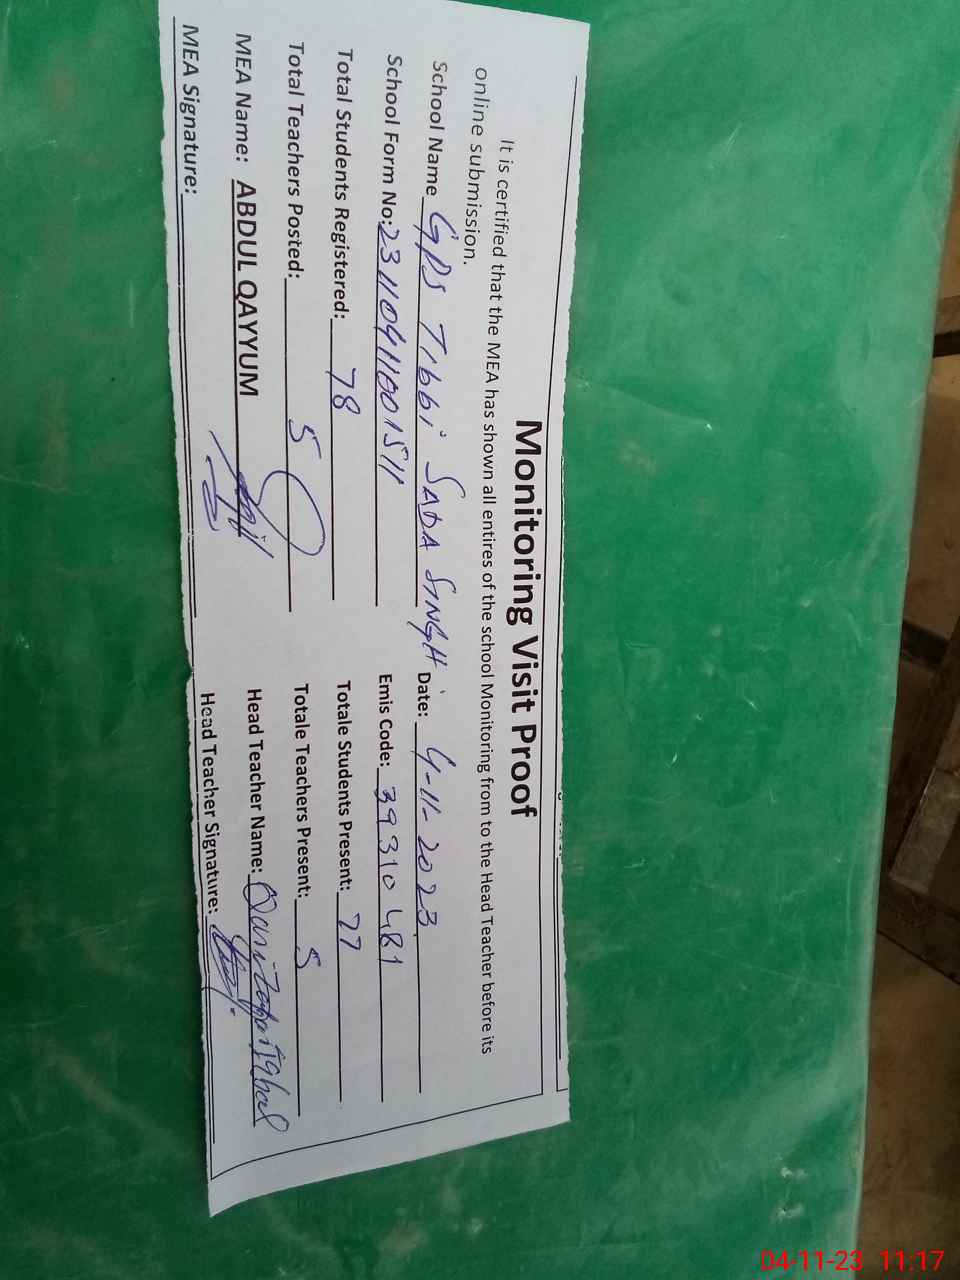 Monitoring Visit Proof
It is certified that the MEA has shown all entires of the school Monitoring from to the Head Teacher before its
online submission.
School Name GPS Tibbi SADA SINGH Date: 4-11-2023
School Form No: Emis Code: 39310481
Total Students Registered: 78 Totale Students Present: 77
Total Teachers Posted: 5 Totale Teachers Present: 5
MEA Name: ABDUL QAYYUM Head Teacher Name: Iqbal
MEA Signature: Head Teacher Signature:
04-11-23 11:17